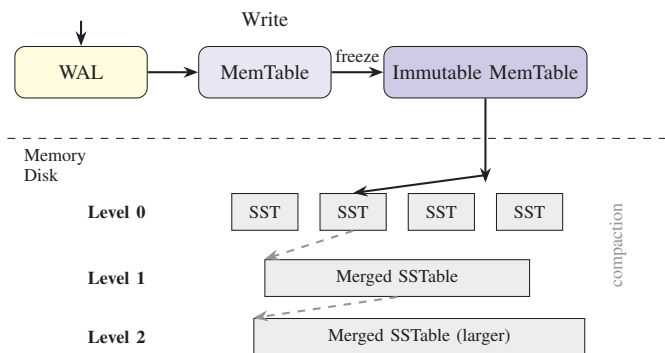 Write
WAL
MemTable
freeze
Immutable MemTable
Memory
Disk
Level 0
SST
SST
SST
SST
Level 1
Merged SSTable
Level 2
Merged SSTable (larger)
compaction